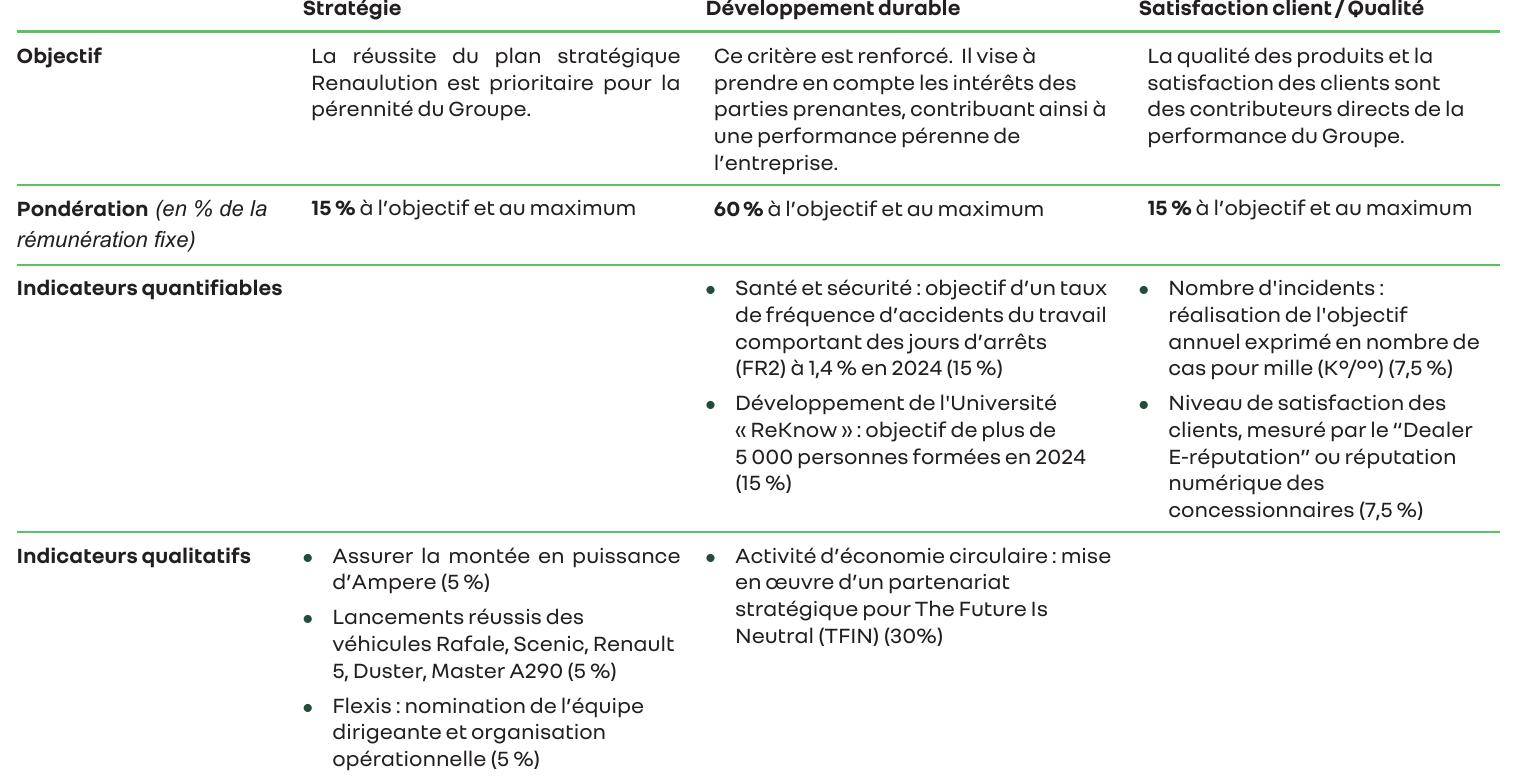 Stratégie
Développement durable
Satisfaction client / Qualité
Objectif
La réussite du plan stratégique
Renaulution est prioritaire pour la
pérennité du Groupe.
Ce critère est renforcé. Il vise à
prendre en compte les intérêts des
parties prenantes, contribuant ainsi à
une performance pérenne de
l’entreprise.
La qualité des produits et la
satisfaction des clients sont
des contributeurs directs de la
performance du Groupe.
Pondération (en % de la
rémunération fixe)
15 % à l’objectif et au maximum
60 % à l’objectif et au maximum
15 % à l’objectif et au maximum
Indicateurs quantifiables
• Santé et sécurité : objectif d’un taux
de fréquence d’accidents du travail
comportant des jours d’arrêts
(FR2) à 1,4 % en 2024 (15 %)
• Développement de l'Université
« ReKnow » : objectif de plus de
5 000 personnes formées en 2024
(15 %)
• Nombre d'incidents :
réalisation de l'objectif
annuel exprimé en nombre de
cas pour mille (K°/°°) (7,5 %)
• Niveau de satisfaction des
clients, mesuré par le “Dealer
E-réputation” ou réputation
numérique des
concessionnaires (7,5 %)
Indicateurs qualitatifs
• Assurer la montée en puissance
d’Ampere (5 %)
• Lancements réussis des
véhicules Rafale, Scenic, Renault
5, Duster, Master A290 (5 %)
• Flexis : nomination de l’équipe
dirigeante et organisation
opérationnelle (5 %)
• Activité d’économie circulaire : mise
en œuvre d’un partenariat
stratégique pour The Future Is
Neutral (TFIN) (30%)